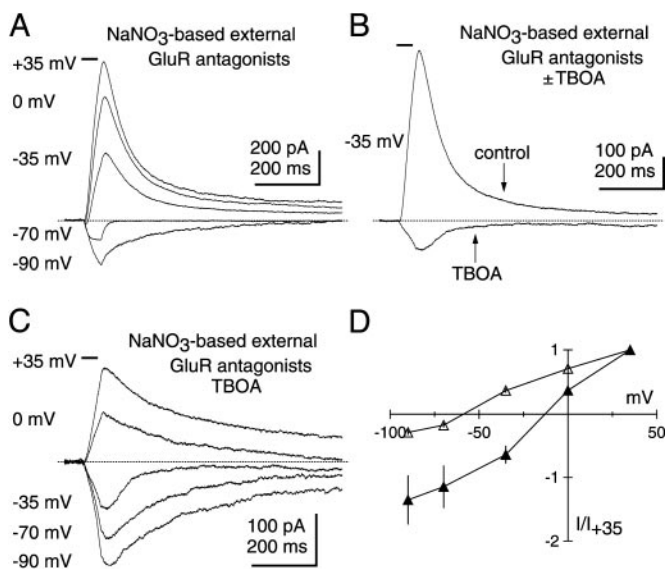 A
NaNO3-based external
GluR antagonists
+35 mV
0 mV
-35 mV
-70 mV
-90 mV
200 pA
200 ms
B
NaNO3-based external
GluR antagonists
±TBOA
-35 mV
control
TBOA
100 pA
200 ms
C
NaNO3-based external
GluR antagonists
TBOA
+35 mV
0 mV
-35 mV
-70 mV
-90 mV
100 pA
200 ms
D
1
mV
-100
-50
0
50
-1
I/I+35
-2